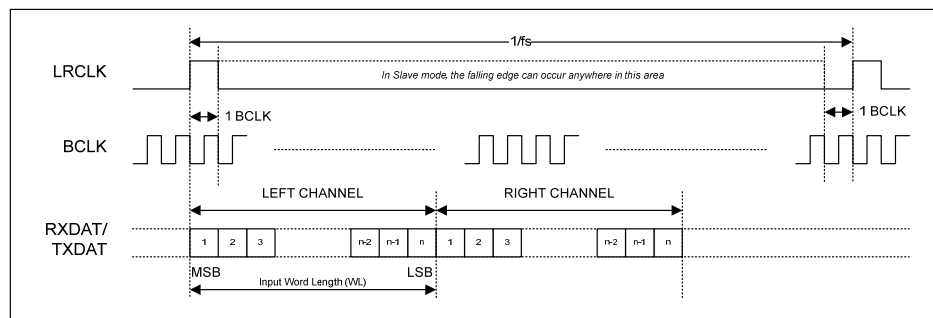 1/fs
LRCLK
In Slave mode, the falling edge can occur anywhere in this area
1 BCLK
1 BCLK
BCLK
LEFT CHANNEL
RIGHT CHANNEL
RXDAT/
TXDAT
1 2 3 n-2 n-1 n 1 2 3 n-2 n-1 n
MSB
LSB
Input Word Length (WL)